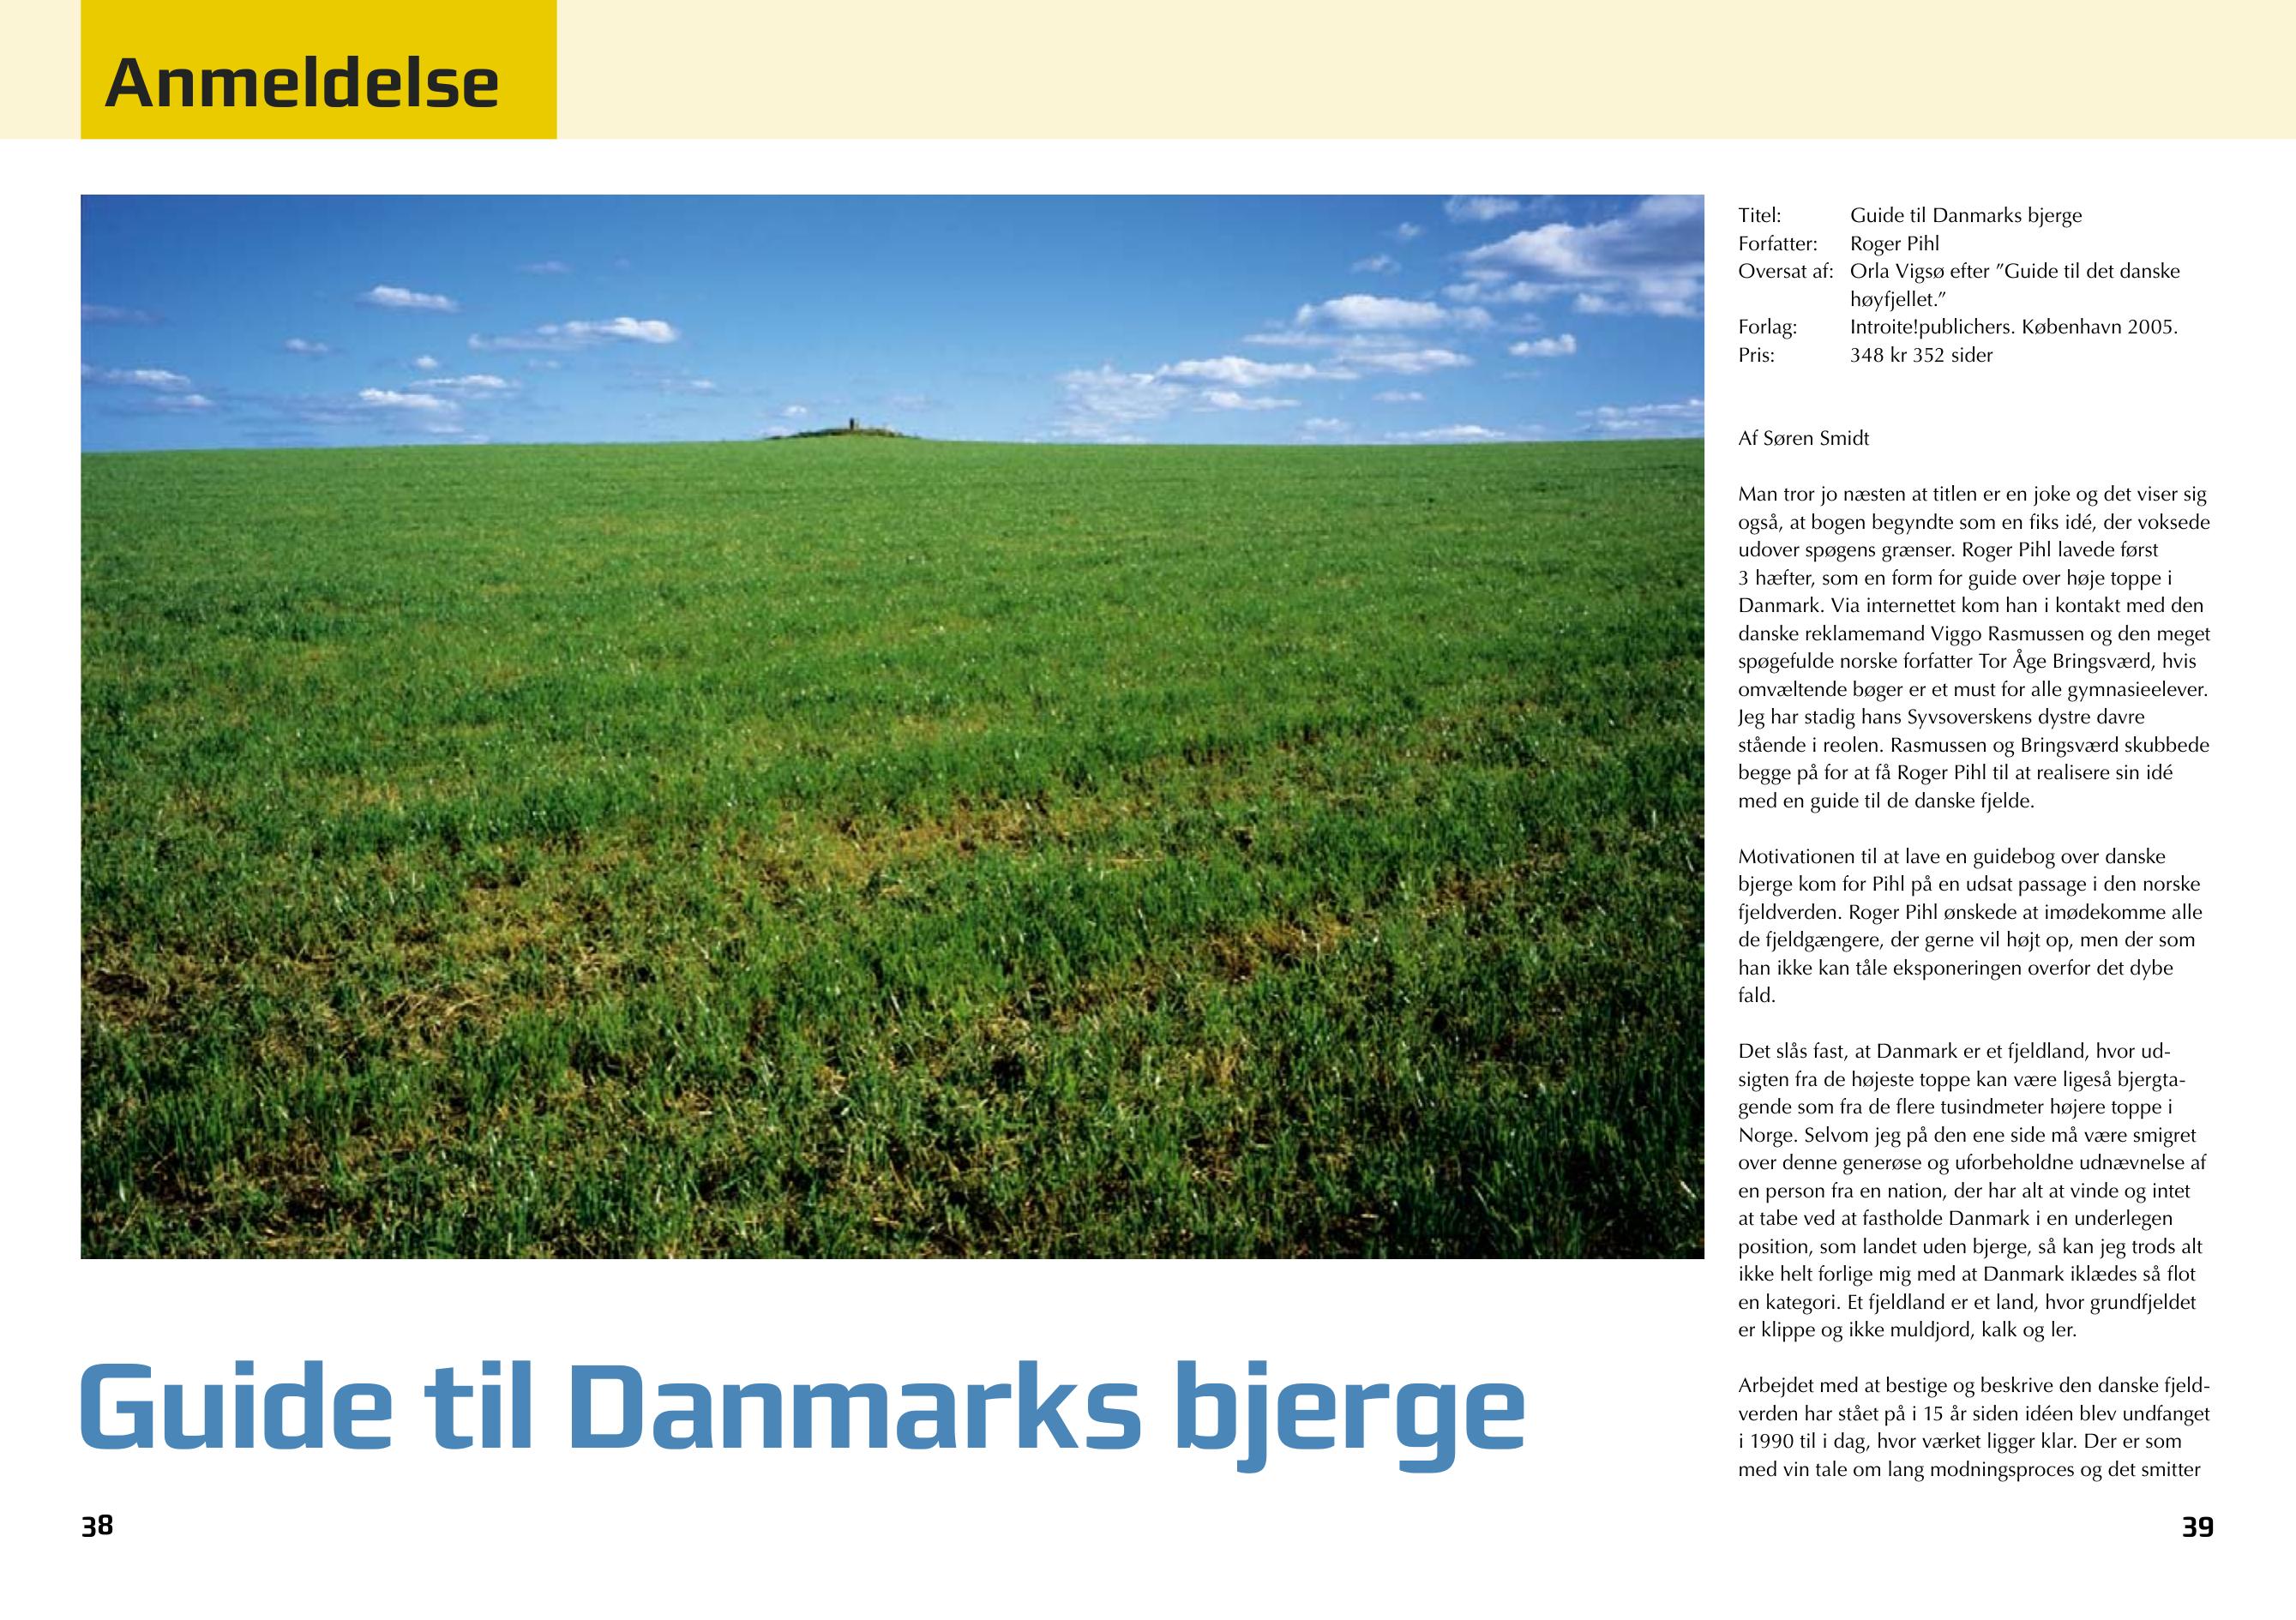 Anmeldelse
Titel: Guide til Danmarks bjerge
Forfatter: Roger Pihl
Oversat af: Orla Vigsø efter ”Guide til det danske
høyfjellet.”
Forlag: Introite!publichers. København 2005.
Pris: 348 kr 352 sider
Af Søren Smidt
Man tror jo næsten at titlen er en joke og det viser sig
også, at bogen begyndte som en fiks idé, der voksede
udover spøgens grænser. Roger Pihl lavede først
3 hæfter, som en form for guide over høje toppe i
Danmark. Via internettet kom han i kontakt med den
danske reklamemand Viggo Rasmussen og den meget
spøgefulde norske forfatter Tor Åge Bringsværd, hvis
omvæltende bøger er et must for alle gymnasieelever.
Jeg har stadig hans Syvsoverskens dystre davre
stående i reolen. Rasmussen og Bringsværd skubbede
begge på for at få Roger Pihl til at realisere sin idé
med en guide til de danske fjelde.
Motivationen til at lave en guidebog over danske
bjerge kom for Pihl på en udsat passage i den norske
fjeldverden. Roger Pihl ønskede at imødekomme alle
de fjeldgængere, der gerne vil højt op, men der som
han ikke kan tåle eksponeringen overfor det dybe
fald.
Det slås fast, at Danmark er et fjeldland, hvor ud-
sigten fra de højeste toppe kan være ligeså bjergta-
gende som fra de flere tusindmeter højere toppe i
Norge. Selvom jeg på den ene side må være smigret
over denne generøse og uforbeholdne udnævnelse af
en person fra en nation, der har alt at vinde og intet
at tabe ved at fastholde Danmark i en underlegen
position, som landet uden bjerge, så kan jeg trods alt
ikke helt forlige mig med at Danmark iklædes så flot
en kategori. Et fjeldland er et land, hvor grundfjeldet
er klippe og ikke muldjord, kalk og ler.
Arbejdet med at bestige og beskrive den danske fjeld-
verden har stået på i 15 år siden idéen blev undfanget
i 1990 til i dag, hvor værket ligger klar. Der er som
med vin tale om lang modningsproces og det smitter
Guide til Danmarks bjerge
38
39